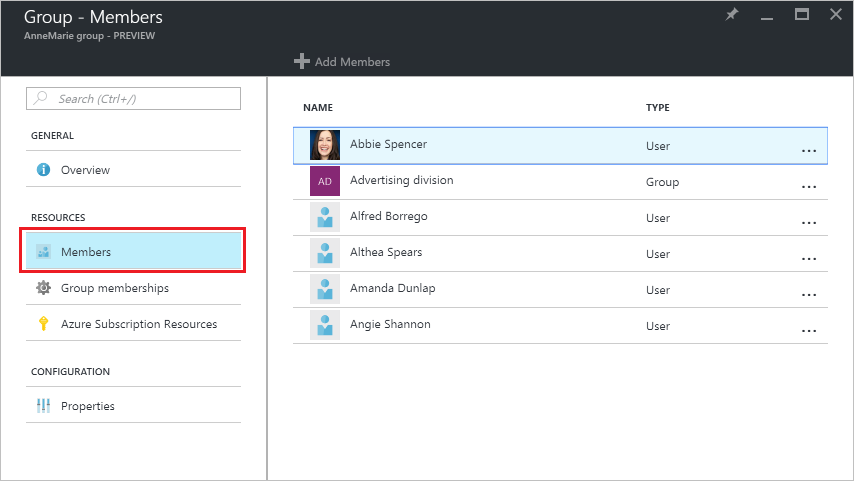 Group - Members
AnneMarie group - PREVIEW
Add Members
Search (Ctrl+/)
GENERAL
Overview
RESOURCES
Members
Group memberships
Azure Subscription Resources
CONFIGURATION
Properties
NAME TYPE
Abbie Spencer User ...
AD Advertising division Group ...
Alfred Borrego User ...
Althea Spears User ...
Amanda Dunlap User ...
Angie Shannon User ...